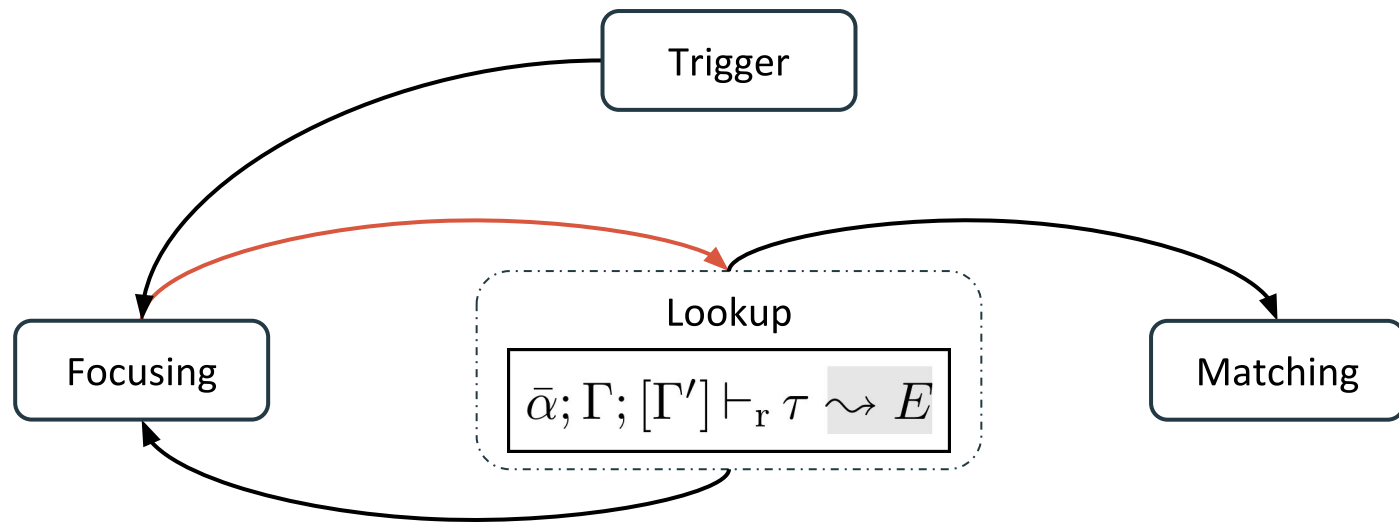 Trigger
Lookup
Focusing
ᾱ; Γ; [Γ′] ⊢r τ ⇝ E
Matching